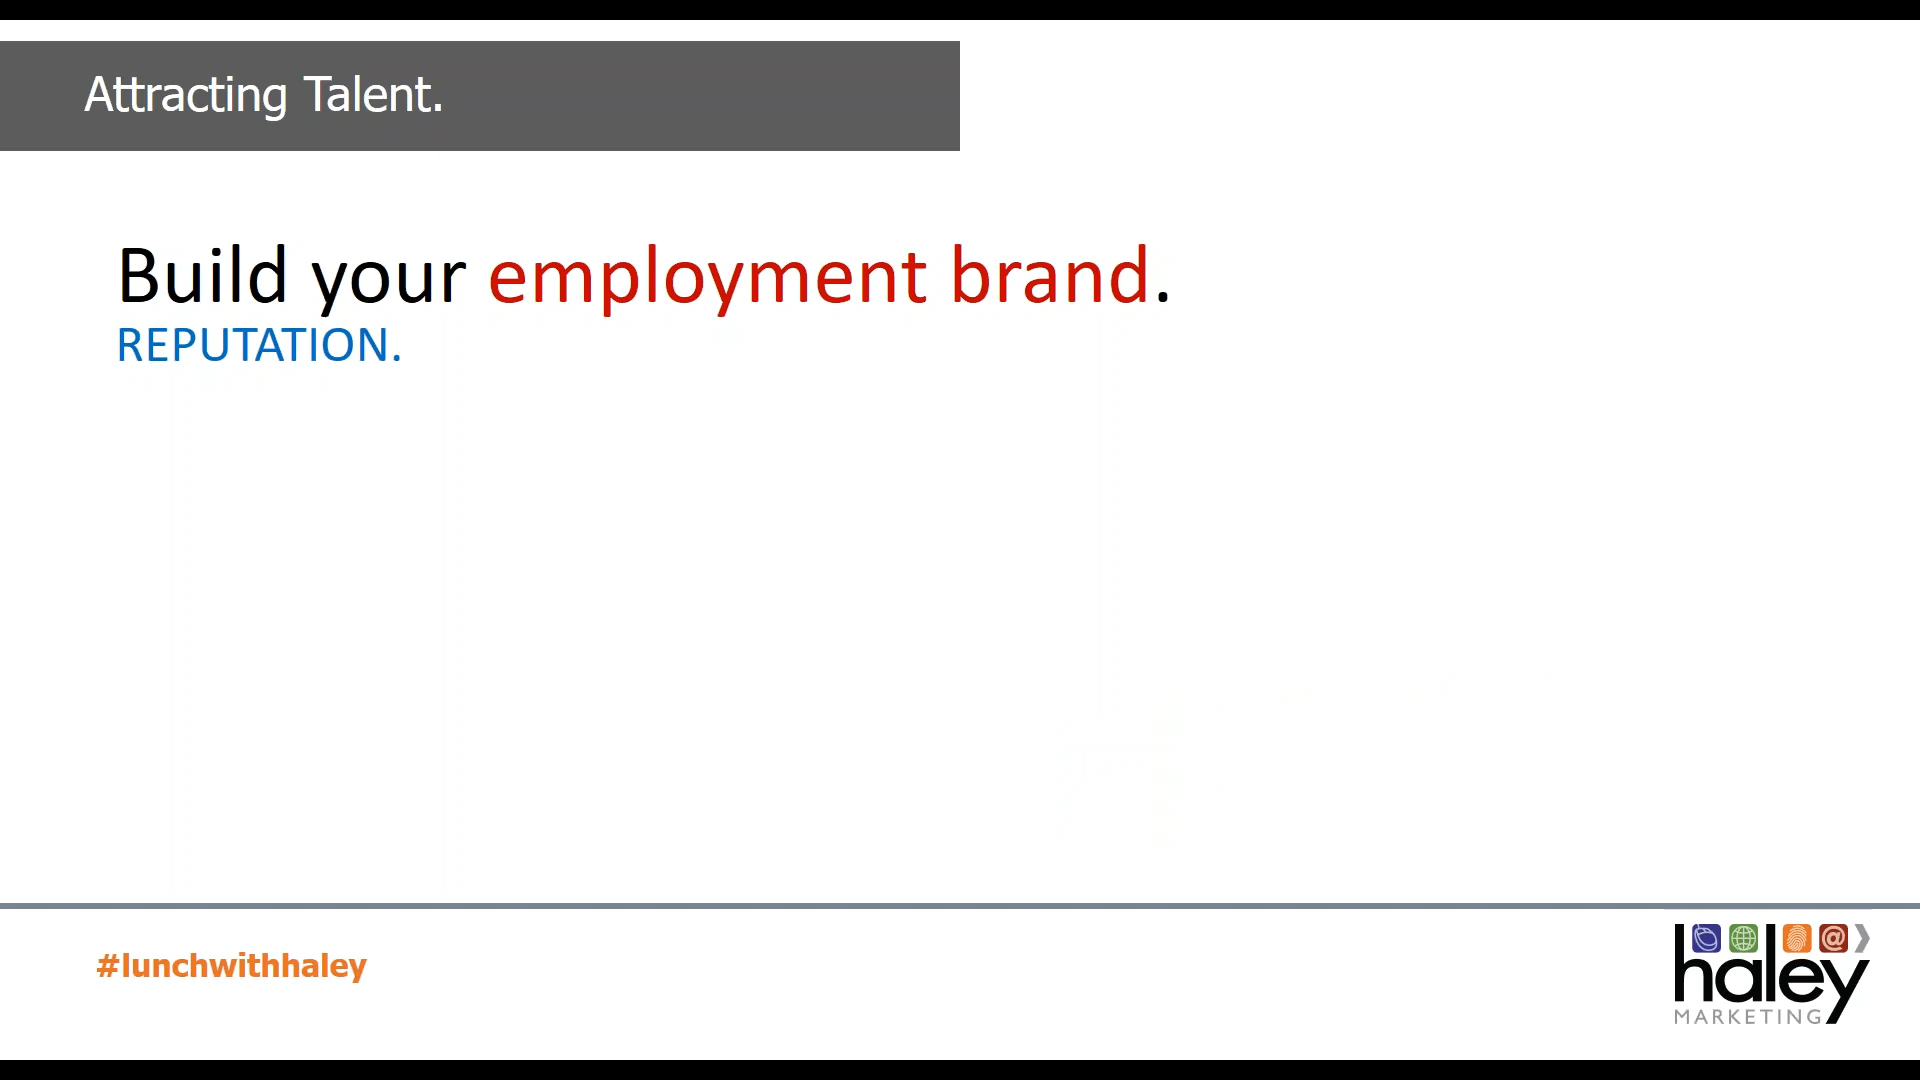 Attracting Talent.
Build your employment brand.
REPUTATION.
#lunchwithhaley
haley
MARKETING